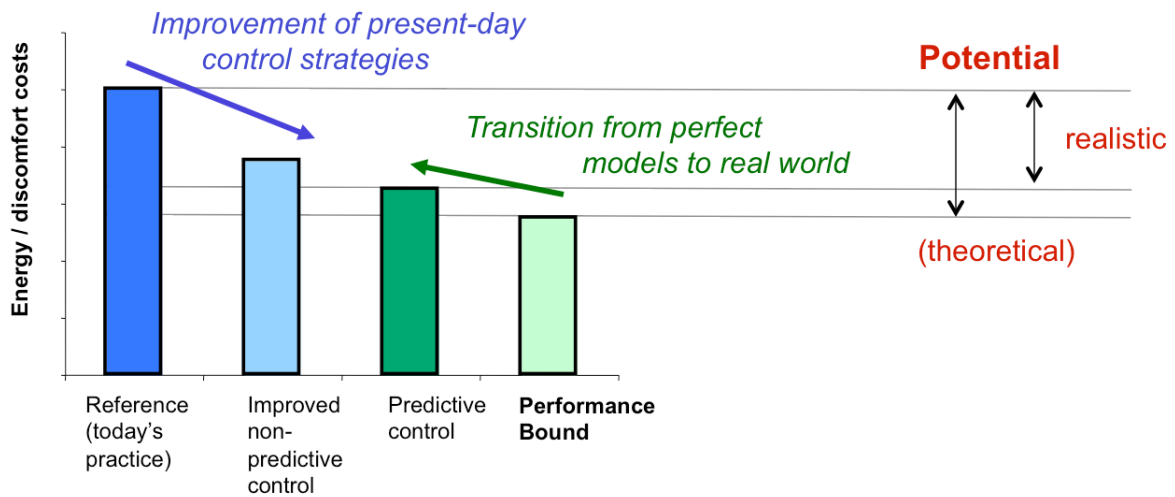 Improvement of present-day
control strategies
Potential
Transition from perfect
models to real world
realistic
(theoretical)
Energy / discomfort costs
Reference
(today's
practice)
Improved
non-
predictive
control
Predictive
control
Performance
Bound